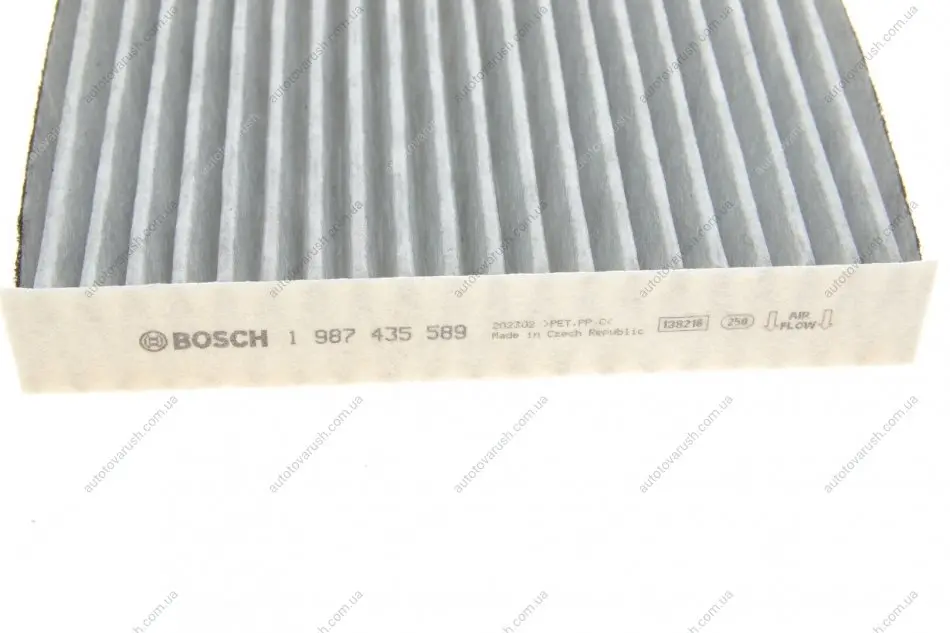 BOSCH 1 987 435 589
202302 >PET,PP,C<
Made in Czech Republic
138218
258
AIR
FLOW
autotovarush.com.ua